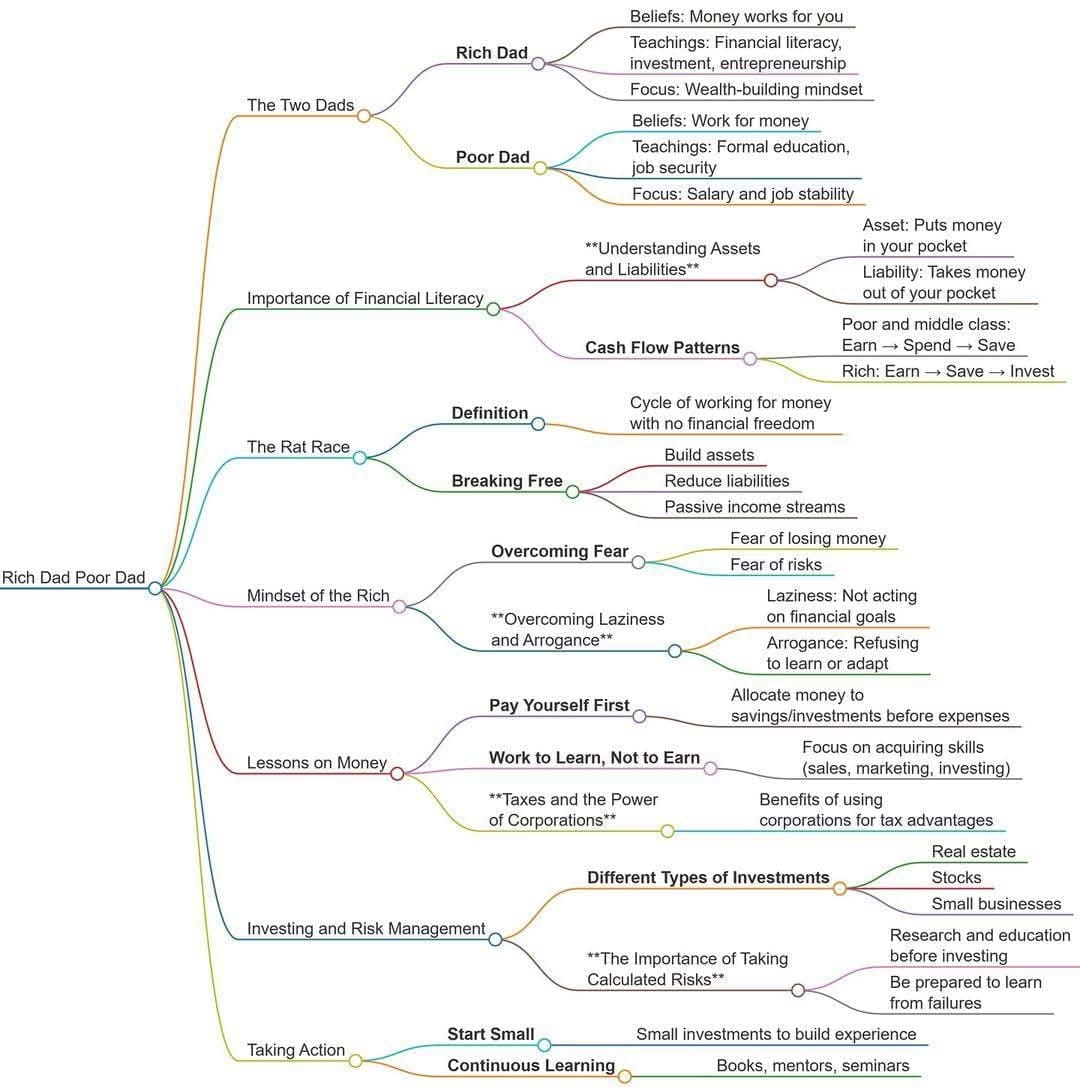 Rich Dad Poor Dad
The Two Dads
Rich Dad
Beliefs: Money works for you
Teachings: Financial literacy,
investment, entrepreneurship
Focus: Wealth-building mindset
Poor Dad
Beliefs: Work for money
Teachings: Formal education,
job security
Focus: Salary and job stability
Importance of Financial Literacy
**Understanding Assets
and Liabilities**
Asset: Puts money
in your pocket
Liability: Takes money
out of your pocket
Cash Flow Patterns
Poor and middle class:
Earn → Spend → Save
Rich: Earn → Save → Invest
The Rat Race
Definition
Cycle of working for money
with no financial freedom
Breaking Free
Build assets
Reduce liabilities
Passive income streams
Mindset of the Rich
Overcoming Fear
Fear of losing money
Fear of risks
**Overcoming Laziness
and Arrogance**
Laziness: Not acting
on financial goals
Arrogance: Refusing
to learn or adapt
Lessons on Money
Pay Yourself First
Allocate money to
savings/investments before expenses
Work to Learn, Not to Earn
Focus on acquiring skills
(sales, marketing, investing)
**Taxes and the Power
of Corporations**
Benefits of using
corporations for tax advantages
Investing and Risk Management
Different Types of Investments
Real estate
Stocks
Small businesses
**The Importance of Taking
Calculated Risks**
Research and education
before investing
Be prepared to learn
from failures
Taking Action
Start Small
Small investments to build experience
Continuous Learning
Books, mentors, seminars